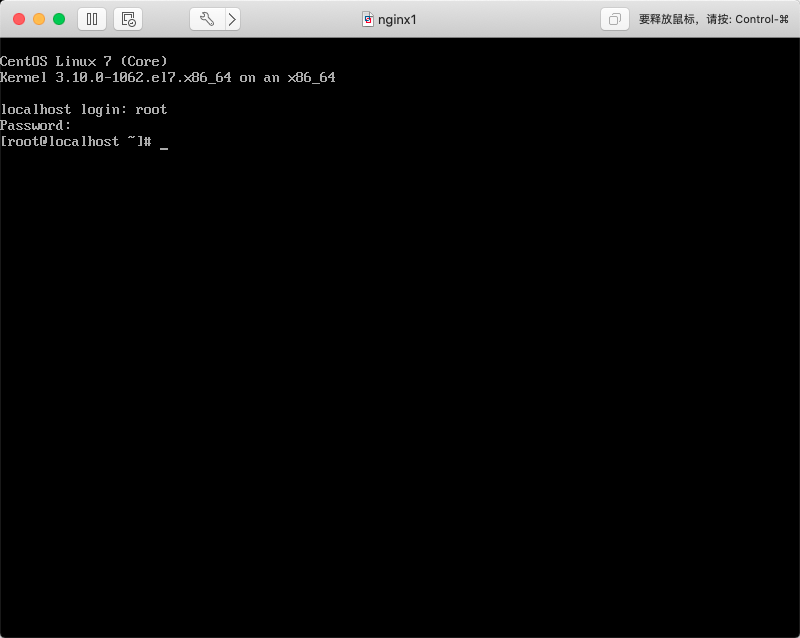 nginx1
要释放鼠标，请按: Control-⌘
CentOS Linux 7 (Core)
Kernel 3.10.0-1062.el7.x86_64 on an x86_64
localhost login: root
Password:
[root@localhost ~]# _